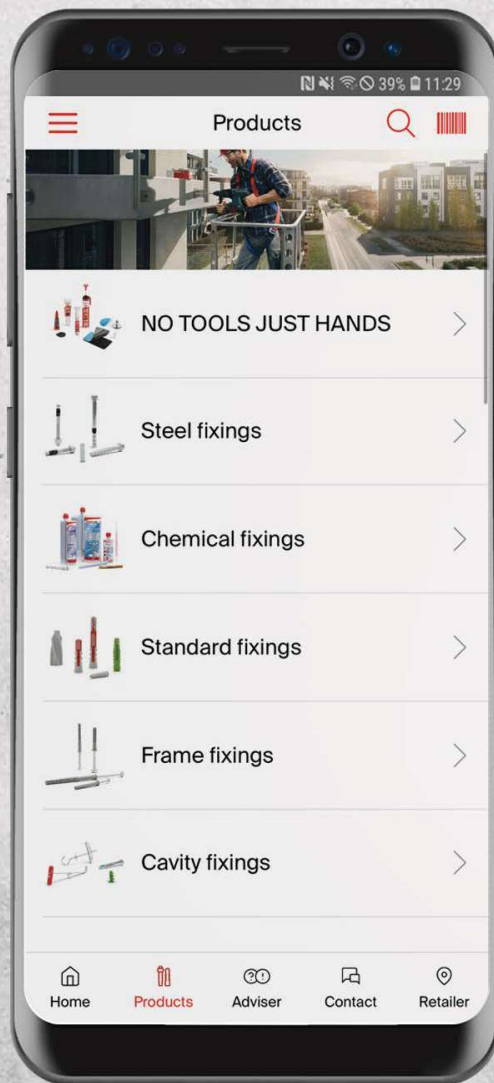 39% 11:29
Products
NO TOOLS JUST HANDS
Steel fixings
Chemical fixings
Standard fixings
Frame fixings
Cavity fixings
Home Products Adviser Contact Retailer